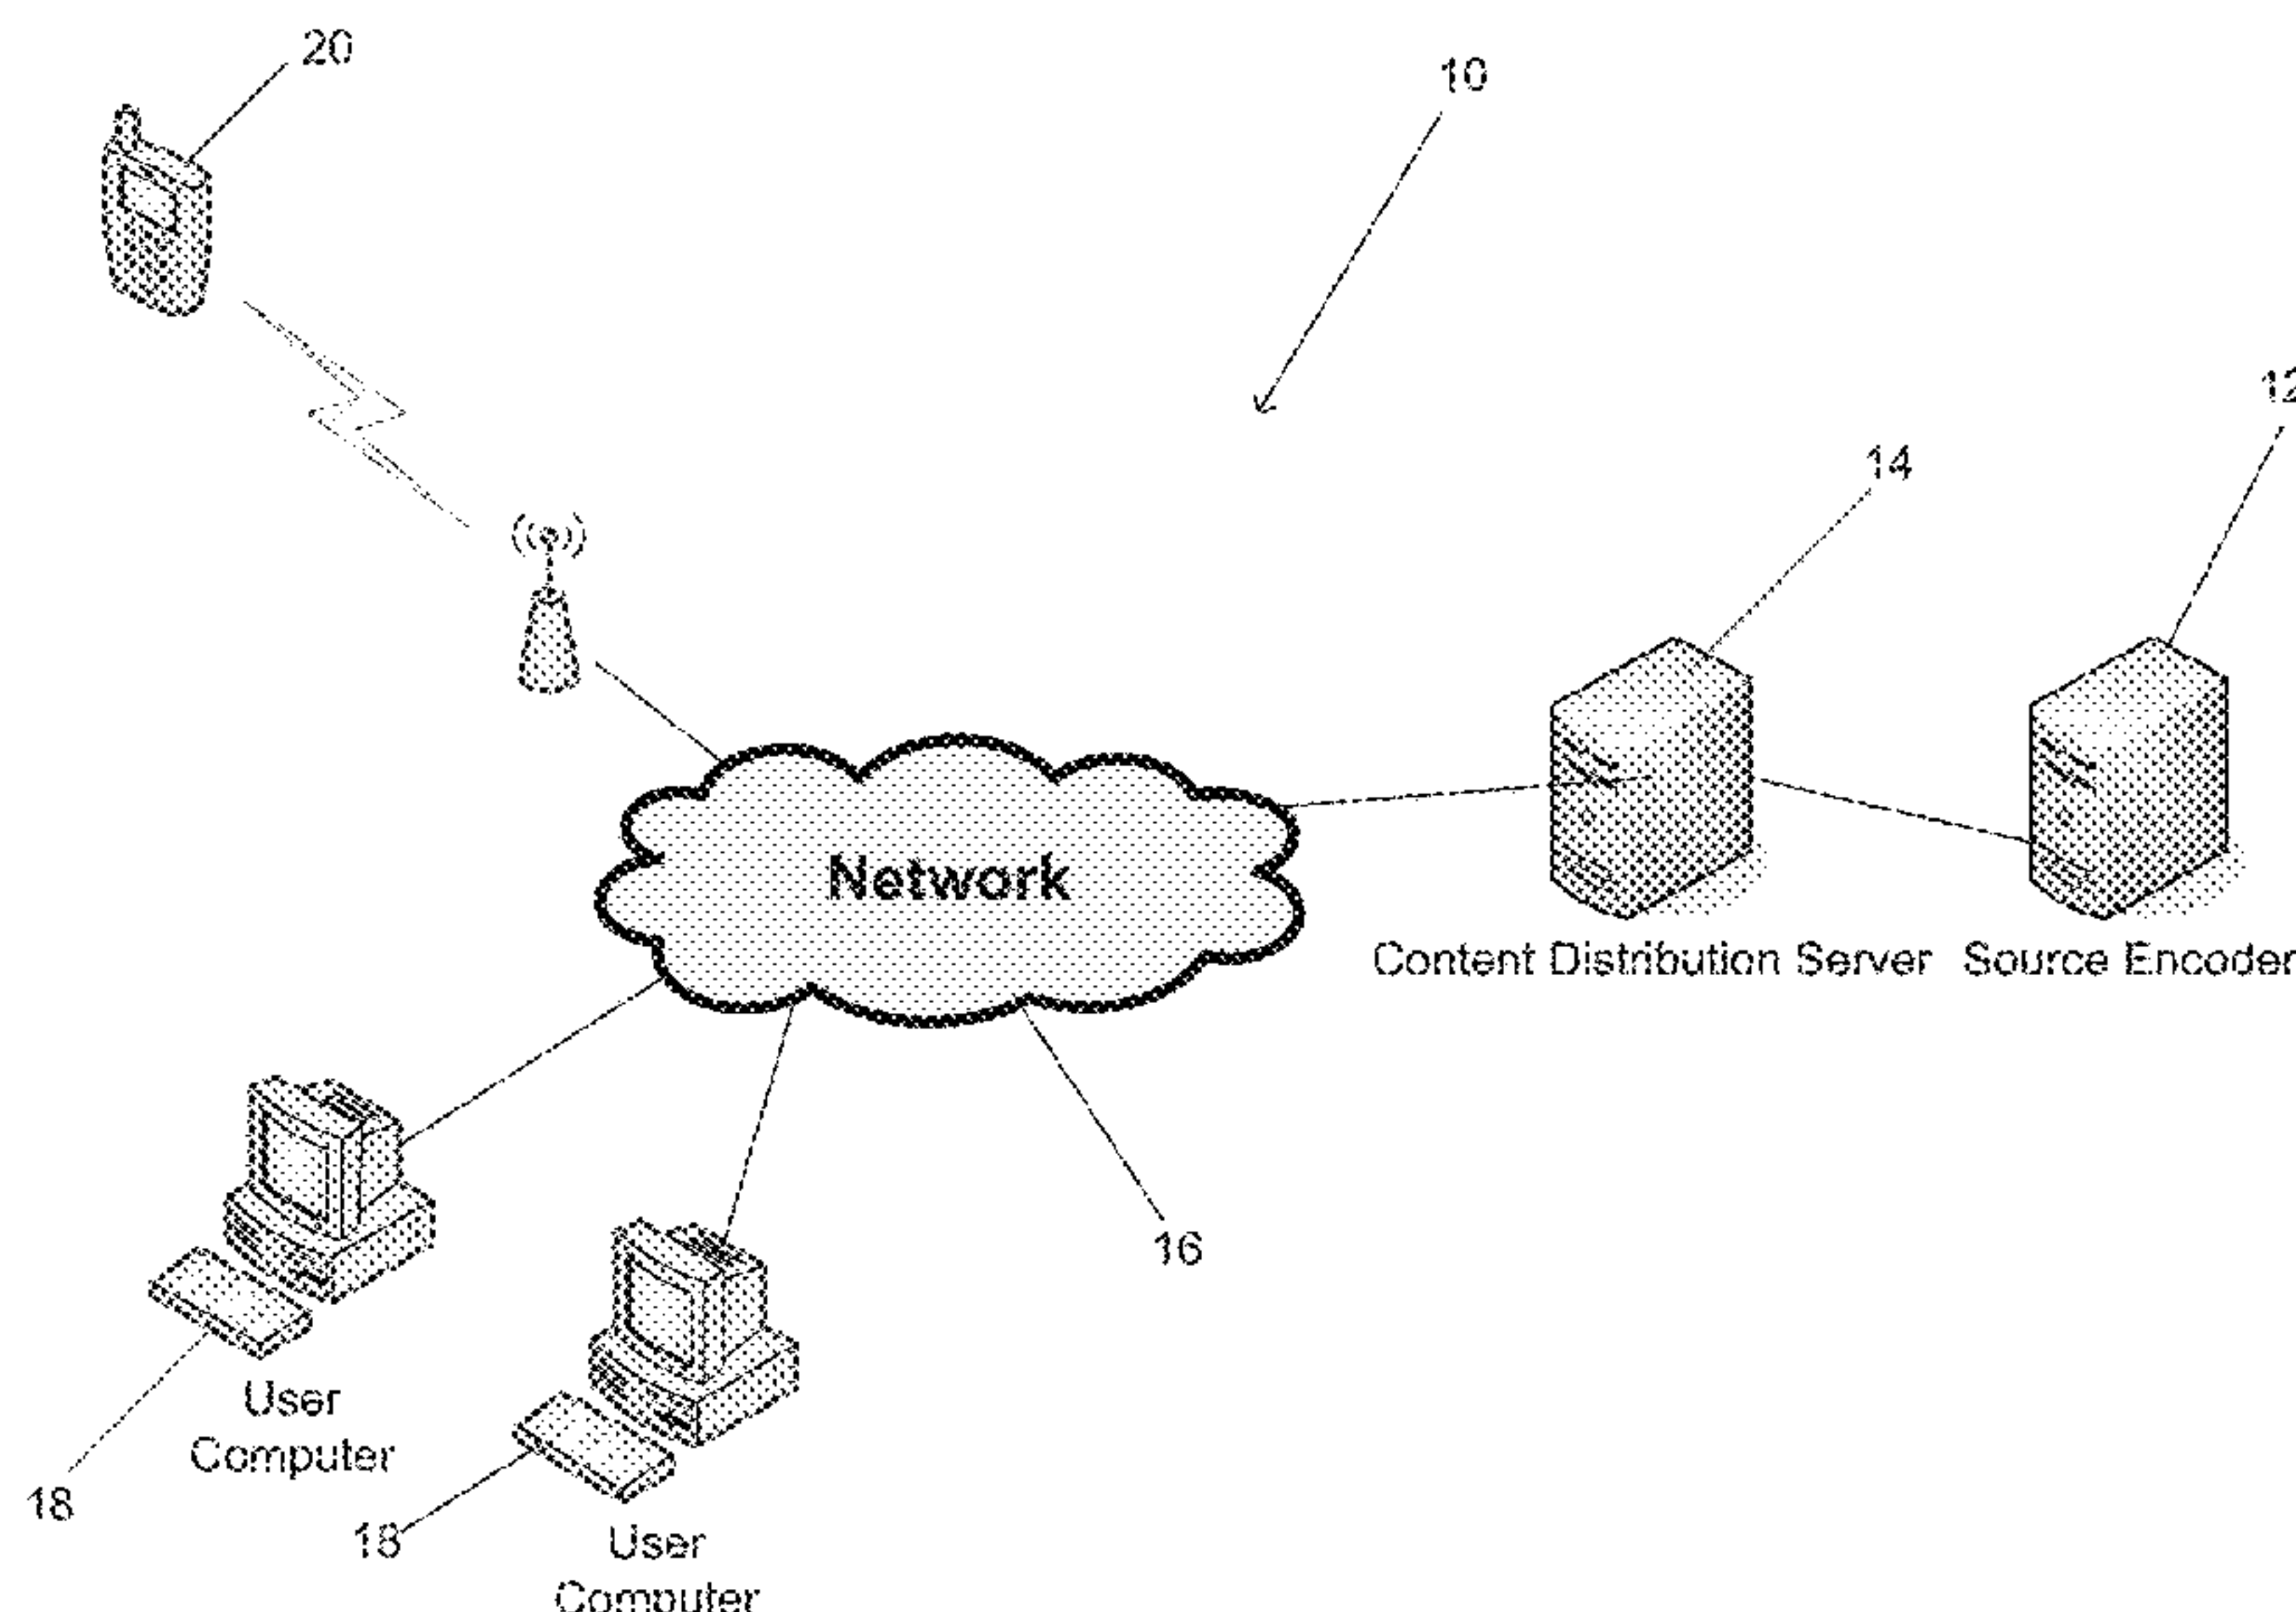 20
10
12
14
Network
Content Distribution Server
Source Encoder
16
User
Computer
18
18
User
Computer